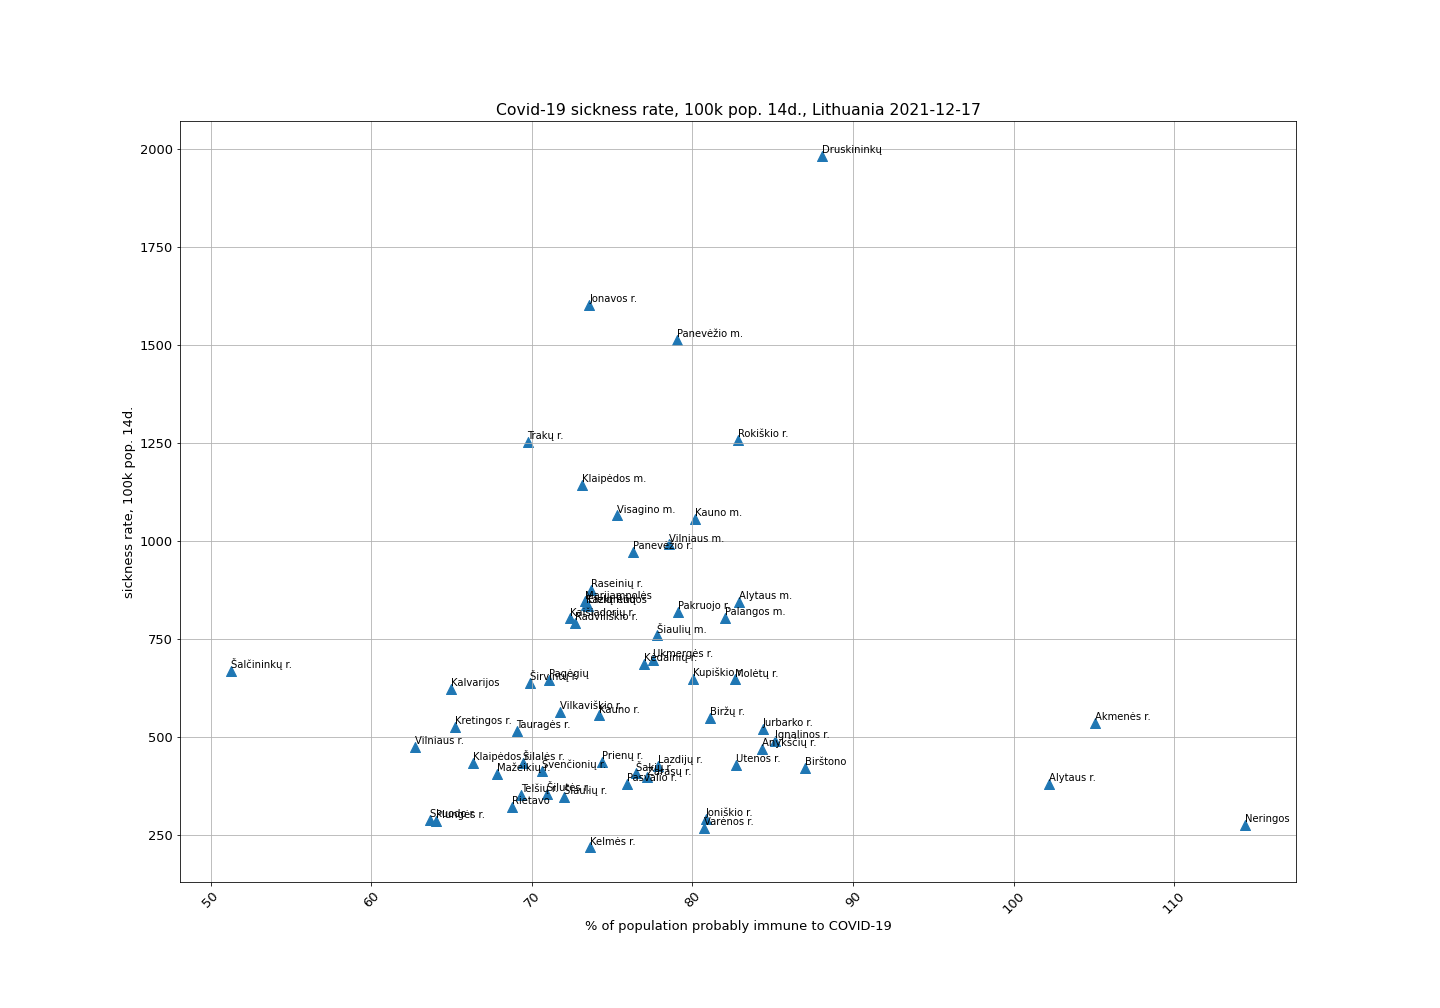 Covid-19 sickness rate, 100k pop. 14d., Lithuania 2021-12-17
2000
Druskininkų
1750
Jonavos r.
1500
Panevėžio m.
1250
Trakų r.
Rokiškio r.
Klaipėdos m.
Visagino m.
Kauno m.
1000
Vilniaus m.
Panevėžio r.
Raseinių r.
Marijampolės
Alytaus m.
Pakruojo r.
Palangos m.
Kaišiadorių r.
Radviliškio r.
750
Šiaulių m.
Ukmergės r.
Kėdainių r.
Šalčininkų r.
Pagėgių
Širvintų r.
Kupiškio r.
Molėtų r.
Kalvarijos
Vilkaviškio r.
Kauno r.
Biržų r.
Akmenės r.
Kretingos r.
Tauragės r.
Jurbarko r.
Ignalinos r.
500
Vilniaus r.
Anykščių r.
Klaipėdos r.
Šilalės r.
Prienų r.
Švenčionių r.
Mažeikių r.
Lazdijų r.
Šakių r.
Zarasų r.
Pasvalio r.
Utenos r.
Birštono
Alytaus r.
Telšių r.
Šilutės r.
Šiaulių r.
Rietavo
Skuodo r.
Plungės r.
Joniškio r.
Varėnos r.
Neringos
250
Kelmės r.
50
60
70
80
90
100
110
% of population probably immune to COVID-19
sickness rate, 100k pop. 14d.